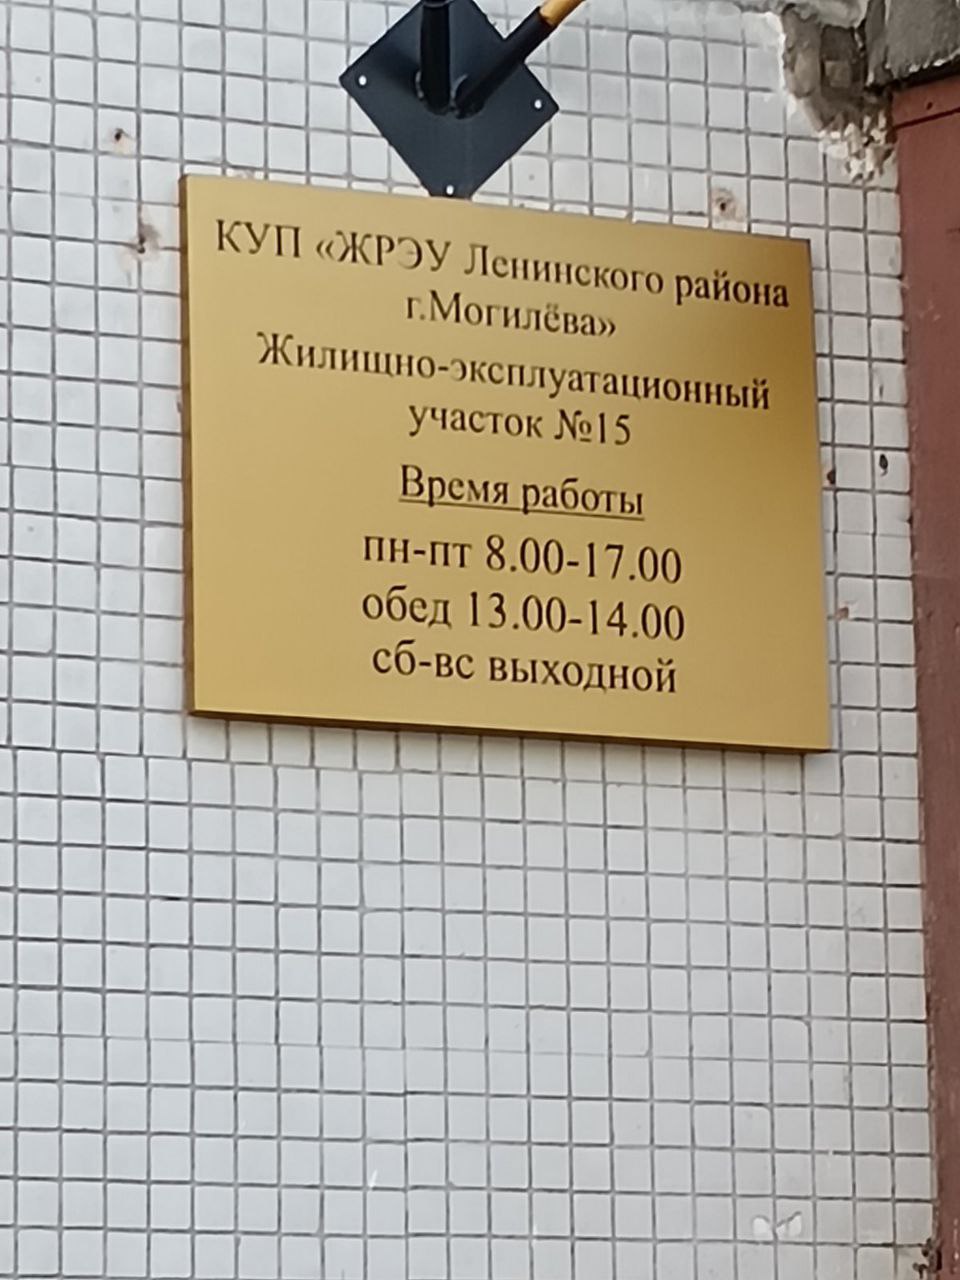 КУП «ЖРЭУ Ленинского района
г.Могилёва»
Жилищно-эксплуатационный
участок №15
Время работы
пн-пт 8.00-17.00
обед 13.00-14.00
сб-вс выходной